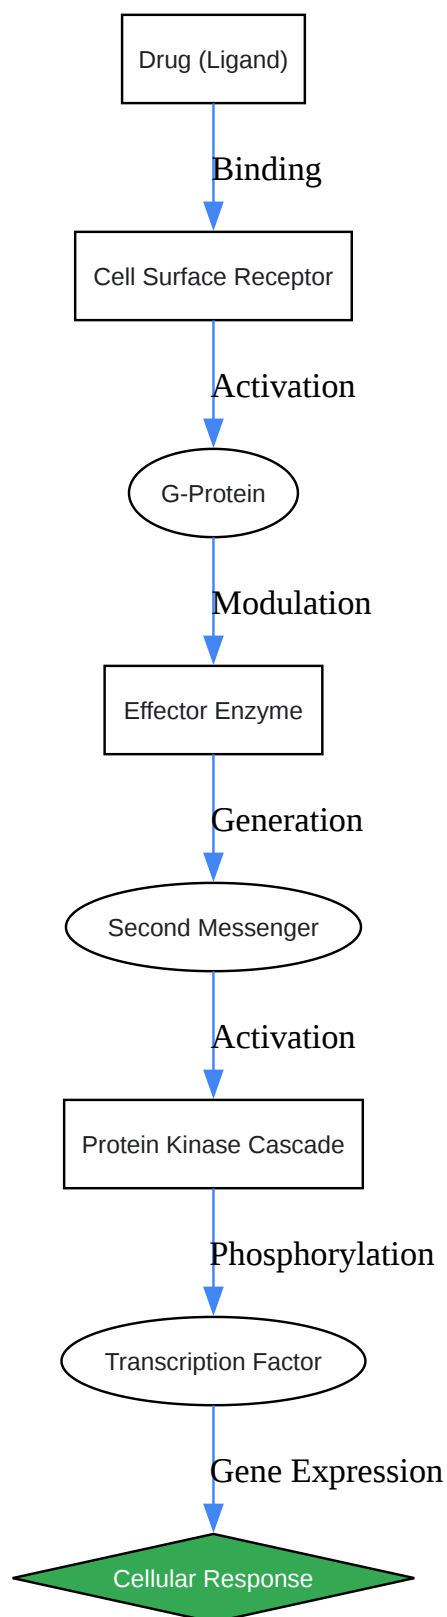 Drug (Ligand)
Binding
Cell Surface Receptor
Activation
G-Protein
Modulation
Effector Enzyme
Generation
Second Messenger
Activation
Protein Kinase Cascade
Phosphorylation
Transcription Factor
Gene Expression
Cellular Response